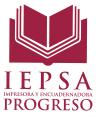 IEPSA
IMPRESORA Y ENCUADERNADORA
PROGRESO